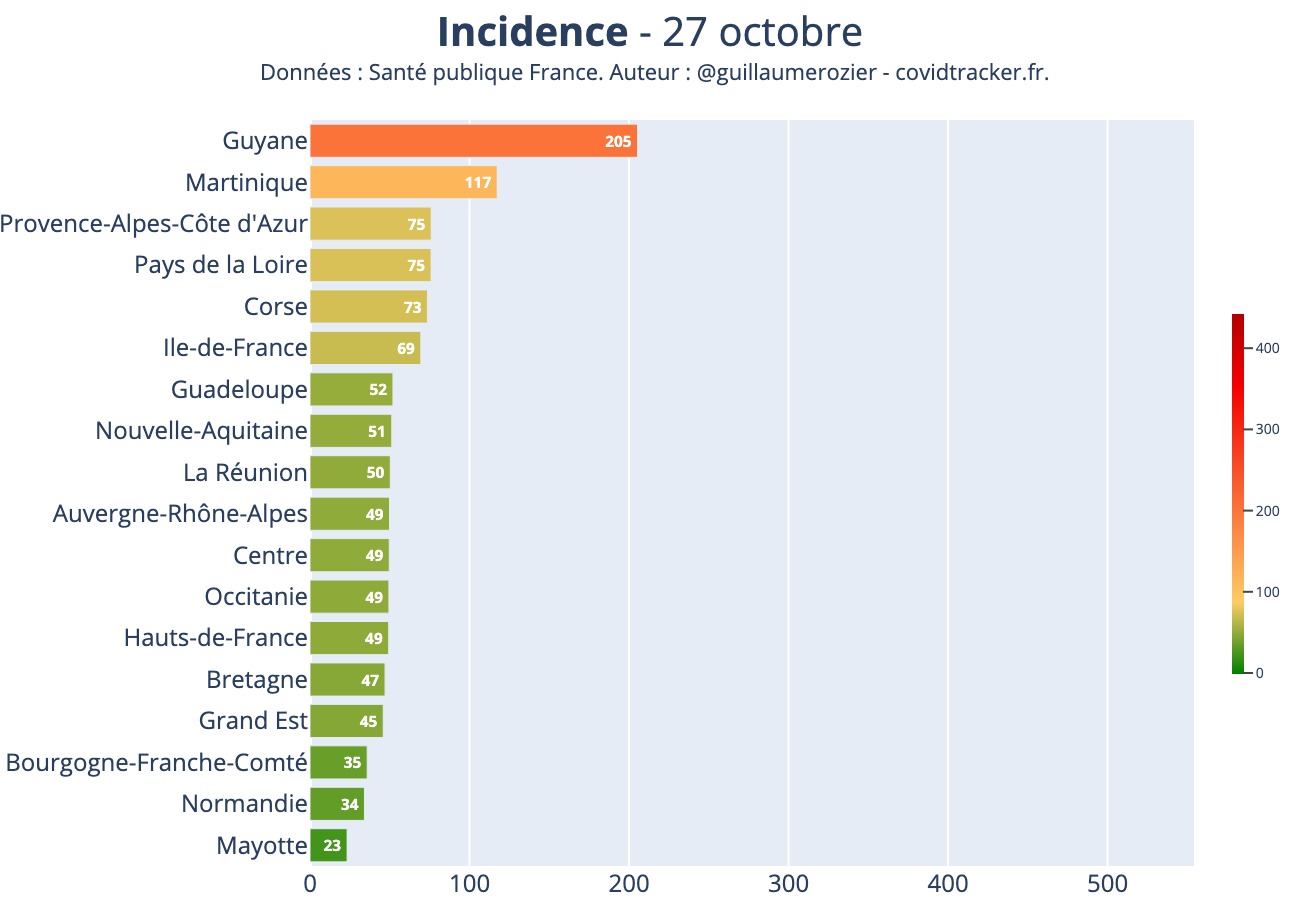 Incidence - 27 octobre
Données : Santé publique France. Auteur : @guillaumerozier - covidtracker.fr.
Guyane 205
Martinique 117
Provence-Alpes-Côte d'Azur 75
Pays de la Loire 75
Corse 73
Ile-de-France 69
Guadeloupe 52
Nouvelle-Aquitaine 51
La Réunion 50
Auvergne-Rhône-Alpes 49
Centre 49
Occitanie 49
Hauts-de-France 49
Bretagne 47
Grand Est 45
Bourgogne-Franche-Comté 35
Normandie 34
Mayotte 23
0 100 200 300 400 500
400
300
200
100
0